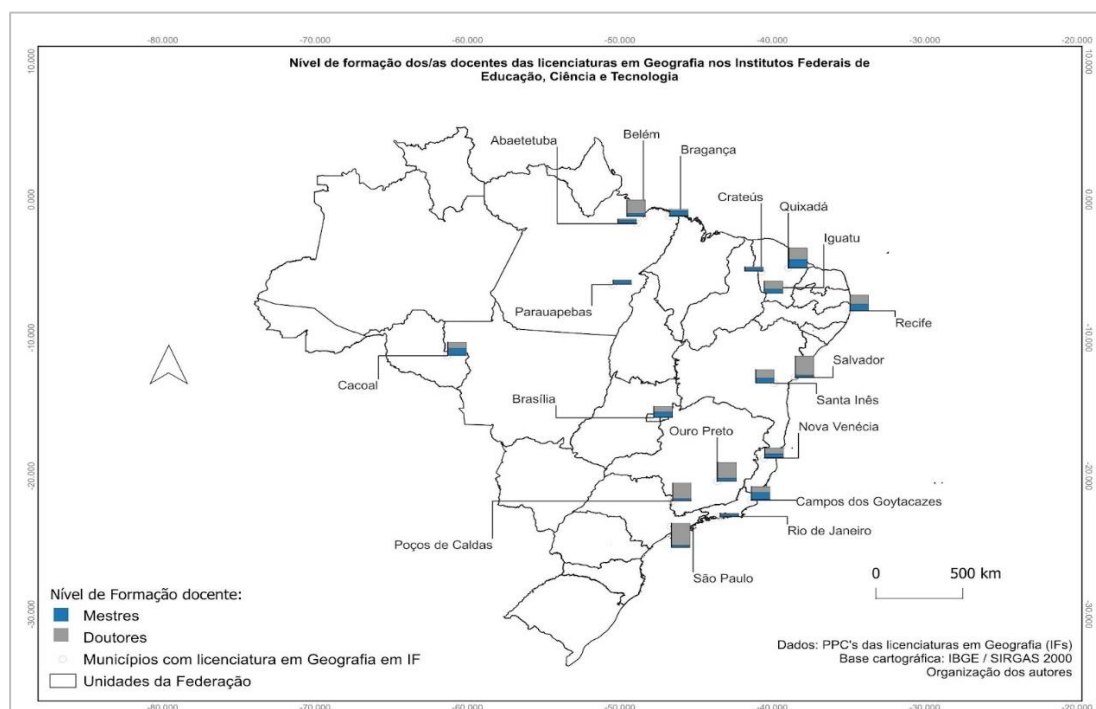 -80.000 -70.000 -60.000 -50.000 -40.000 -30.000 -20.000
10.000 10.000
Nível de formação dos/as docentes das licenciaturas em Geografia nos Institutos Federais de
Educação, Ciência e Tecnologia
Abaetetuba
Belém
Bragança
Crateús
Quixadá
Iguatu
0.000 0.000
Parauapebas
Recife
-10.000 -10.000
Cacoal
Salvador
Brasília
Santa Inês
Ouro Preto
Nova Venécia
-20.000 -20.000
Campos dos Goytacazes
Poços de Caldas
Rio de Janeiro
São Paulo
0 500 km
-30.000 -30.000
Nível de Formação docente:
Mestres
Doutores
Municípios com licenciatura em Geografia em IF
Unidades da Federação
Dados: PPC's das licenciaturas em Geografia (IFs)
Base cartográfica: IBGE / SIRGAS 2000
Organização dos autores
-80.000 -70.000 -60.000 -50.000 -40.000 -30.000 -20.000